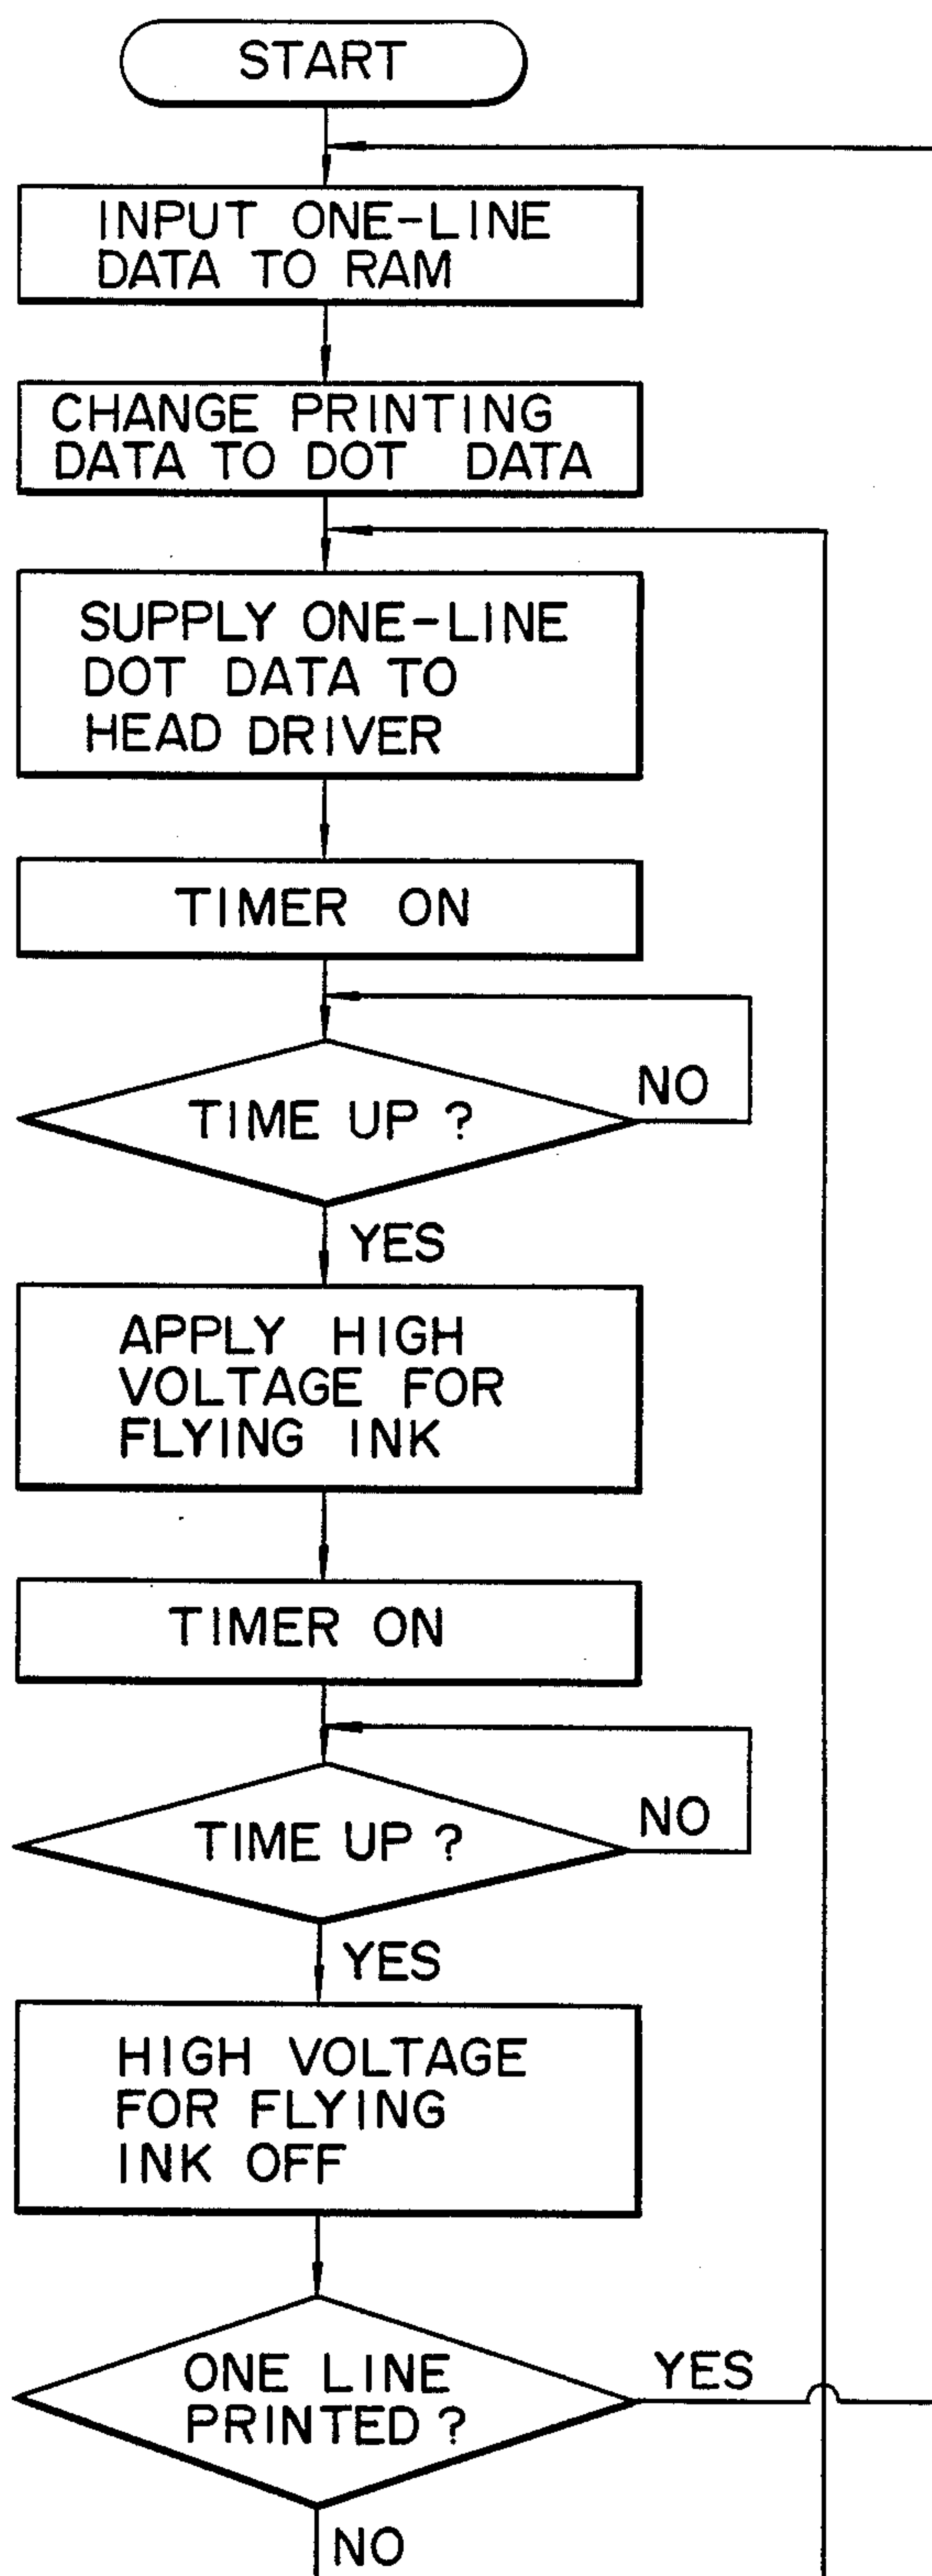 START
INPUT ONE-LINE
DATA TO RAM
CHANGE PRINTING
DATA TO DOT DATA
SUPPLY ONE-LINE
DOT DATA TO
HEAD DRIVER
TIMER ON
TIME UP ?
NO
YES
APPLY HIGH
VOLTAGE FOR
FLYING INK
TIMER ON
TIME UP ?
NO
YES
HIGH VOLTAGE
FOR FLYING
INK OFF
ONE LINE
PRINTED ?
YES
NO